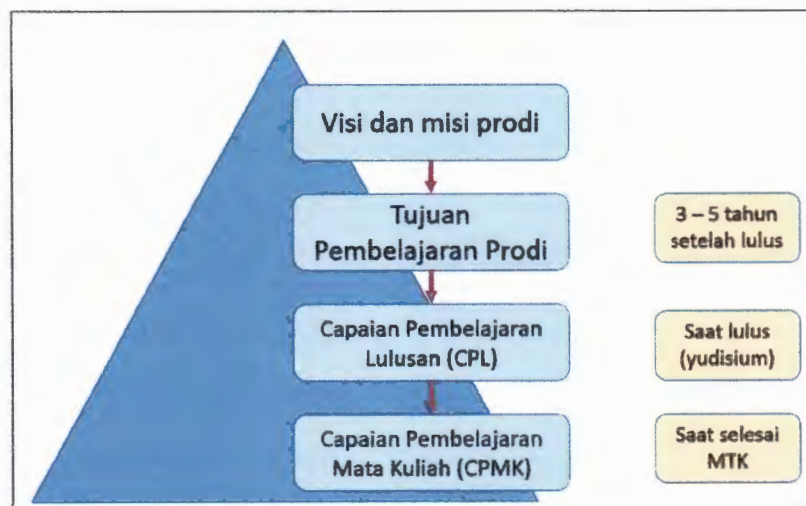 Visi dan misi prodi
Tujuan
Pembelajaran Prodi
3 – 5 tahun
setelah lulus
Capaian Pembelajaran
Lulusan (CPL)
Saat lulus
(yudisium)
Capaian Pembelajaran
Mata Kuliah (CPMK)
Saat selesai
MTK